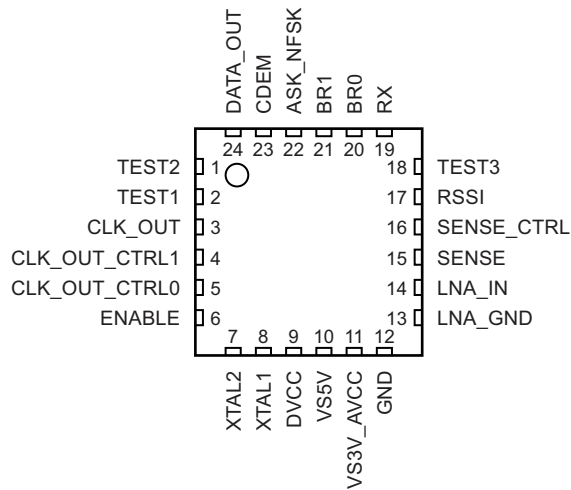 DATA_OUT
CDEM
ASK_NFSK
BR1
BR0
RX
24 23 22 21 20 19
TEST2 1 18 TEST3
TEST1 2 17 RSSI
CLK_OUT 3 16 SENSE_CTRL
CLK_OUT_CTRL1 4 15 SENSE
CLK_OUT_CTRL0 5 14 LNA_IN
ENABLE 6 13 LNA_GND
7 8 9 10 11 12
XTAL2
XTAL1
DVCC
VS5V
VS3V_AVCC
GND